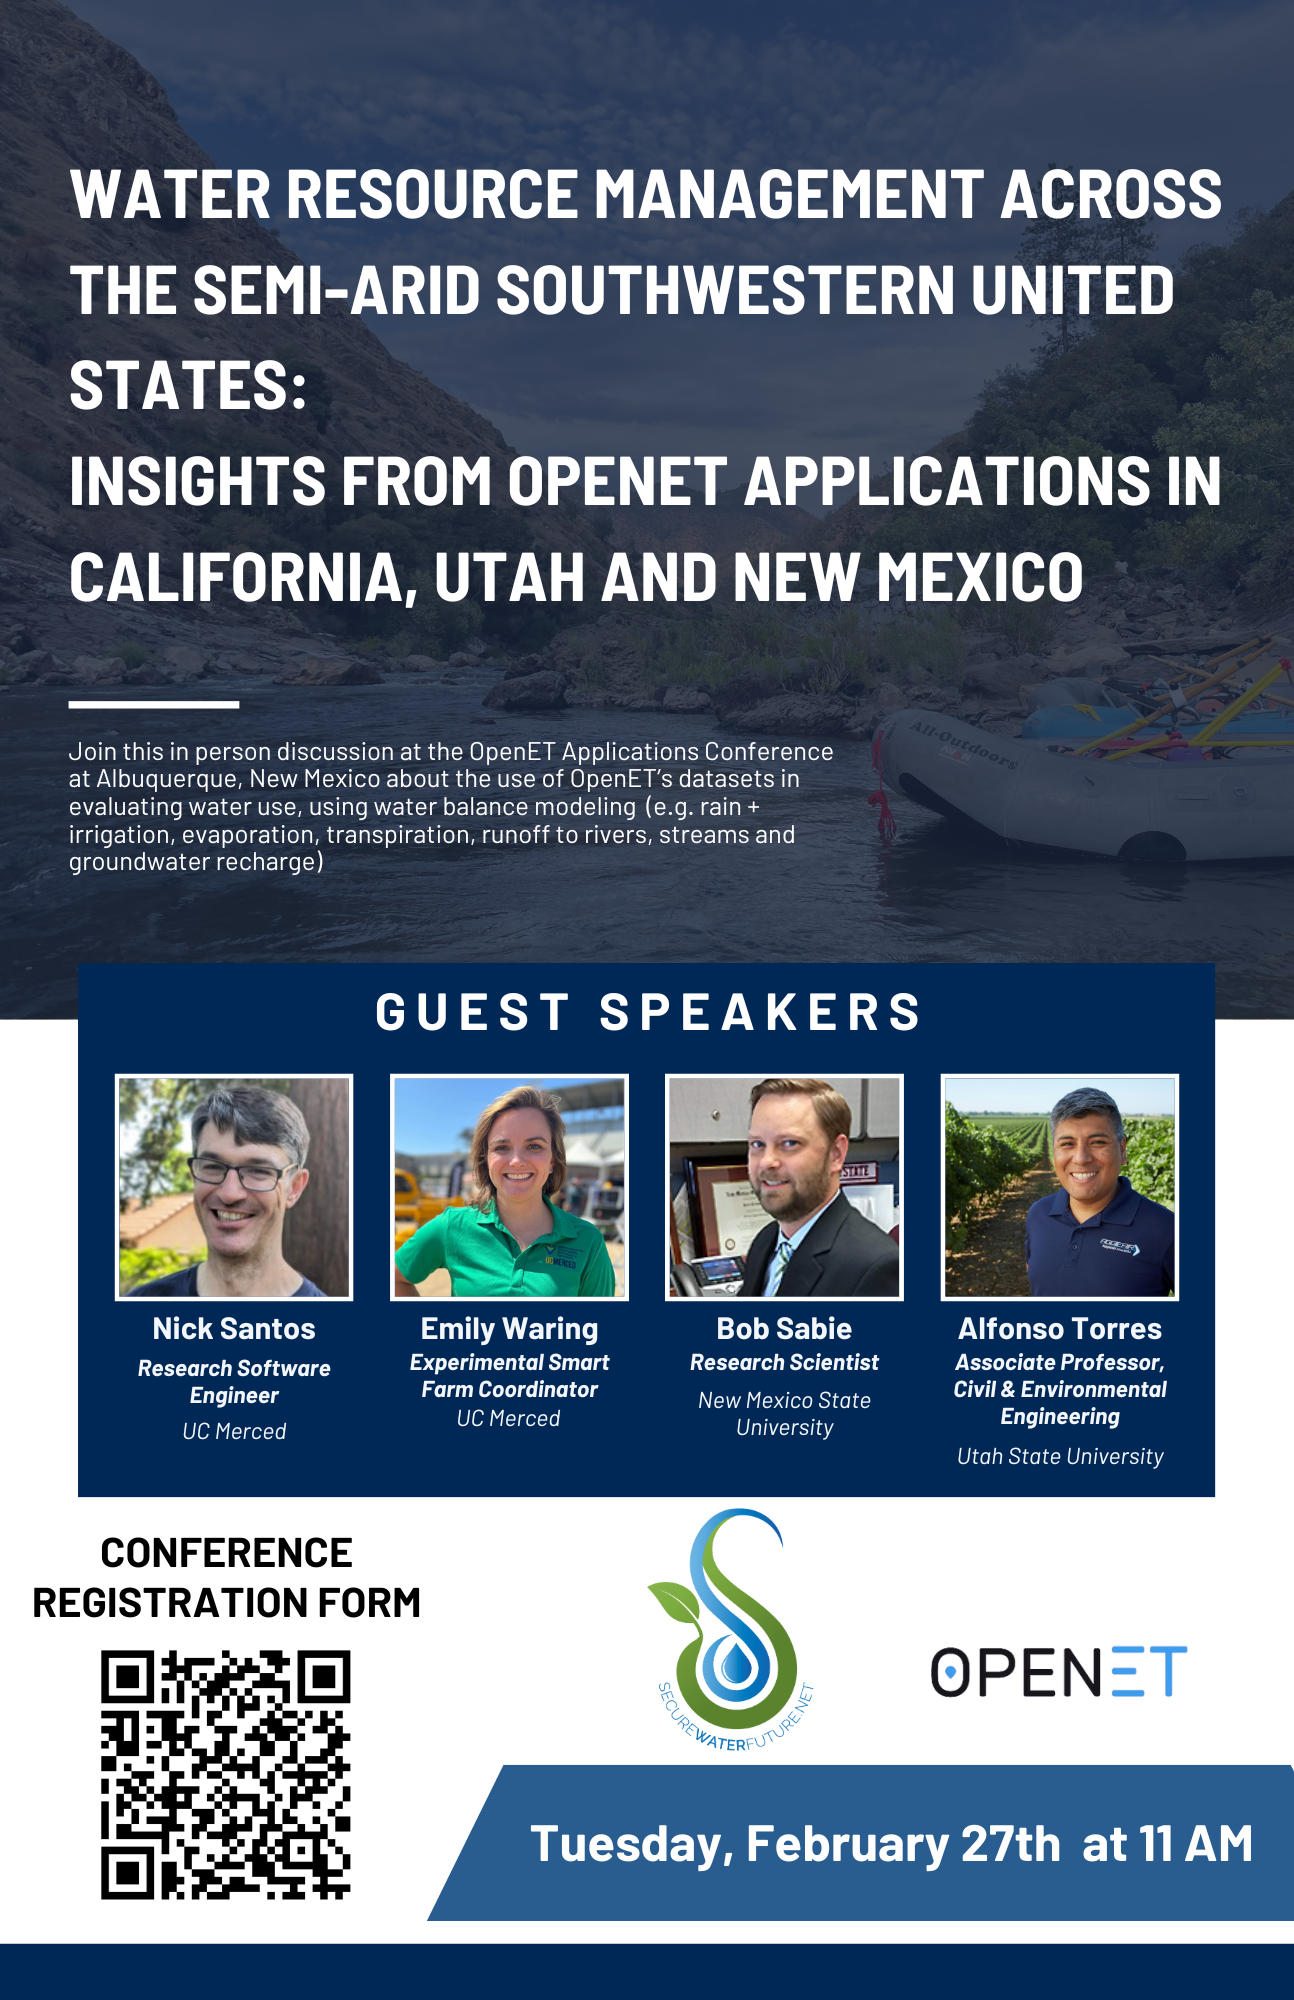 WATER RESOURCE MANAGEMENT ACROSS
THE SEMI-ARID SOUTHWESTERN UNITED
STATES:
INSIGHTS FROM OPENET APPLICATIONS IN
CALIFORNIA, UTAH AND NEW MEXICO
All-Outdoors
Join this in person discussion at the OpenET Applications Conference
at Albuquerque, New Mexico about the use of OpenET's datasets in
evaluating water use, using water balance modeling (e.g. rain +
irrigation, evaporation, transpiration, runoff to rivers, streams and
groundwater recharge)
GUEST SPEAKERS
STATE
UCMERCED
Nick Santos
Research Software
Engineer
UC Merced
Emily Waring
Experimental Smart
Farm Coordinator
UC Merced
Bob Sabie
Research Scientist
New Mexico State
University
Alfonso Torres
Associate Professor,
Civil & Environmental
Engineering
Utah State University
CONFERENCE
REGISTRATION FORM
SECUREWATERFUTURE.NET
OPENET
Tuesday, February 27th at 11 AM